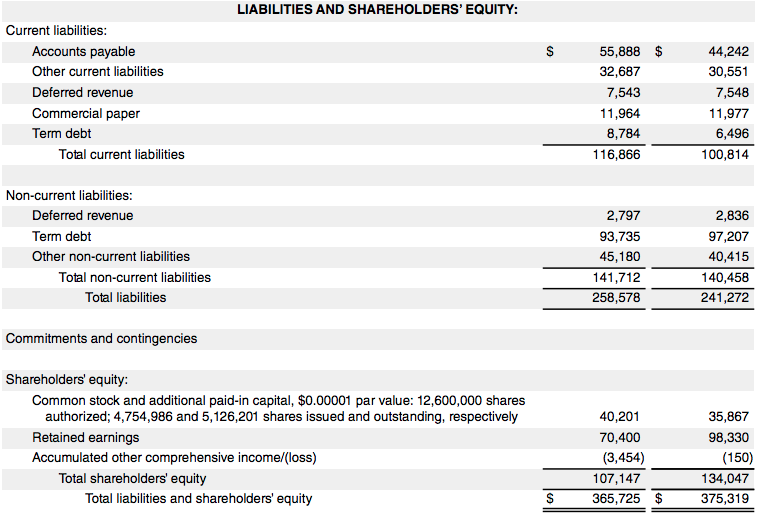 LIABILITIES AND SHAREHOLDERS’ EQUITY:
Current liabilities:
Accounts payable $ 55,888 $ 44,242
Other current liabilities 32,687 30,551
Deferred revenue 7,543 7,548
Commercial paper 11,964 11,977
Term debt 8,784 6,496
Total current liabilities 116,866 100,814
Non-current liabilities:
Deferred revenue 2,797 2,836
Term debt 93,735 97,207
Other non-current liabilities 45,180 40,415
Total non-current liabilities 141,712 140,458
Total liabilities 258,578 241,272
Commitments and contingencies
Shareholders’ equity:
Common stock and additional paid-in capital, $0.00001 par value: 12,600,000 shares
authorized; 4,754,986 and 5,126,201 shares issued and outstanding, respectively 40,201 35,867
Retained earnings 70,400 98,330
Accumulated other comprehensive income/(loss) (3,454) (150)
Total shareholders’ equity 107,147 134,047
Total liabilities and shareholders’ equity $ 365,725 $ 375,319